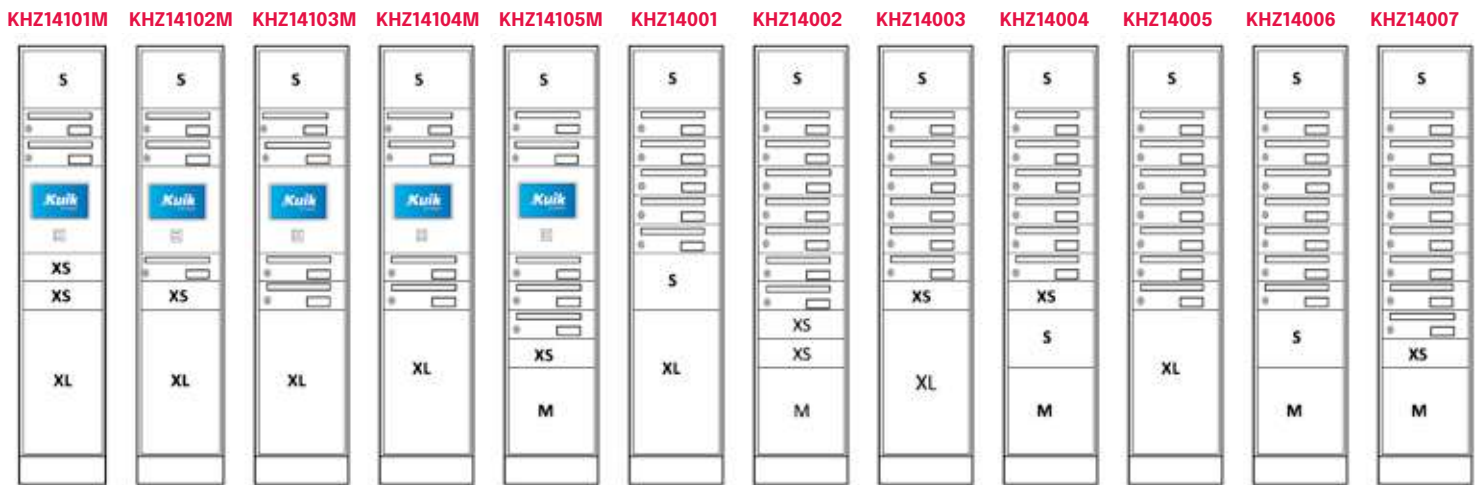 KHZ14101M KHZ14102M KHZ14103M KHZ14104M KHZ14105M KHZ14001 KHZ14002 KHZ14003 KHZ14004 KHZ14005 KHZ14006 KHZ14007
S S S S S S S S S S S S
Kuik Kuik Kuik Kuik Kuik
XS
XS XS S XS XS
XS S S
XS XS XS
XL XL XL XL XL XL XL
M M M M M